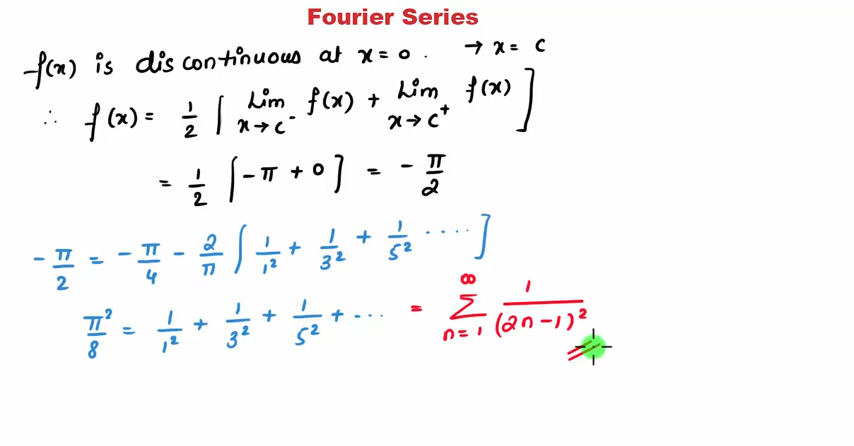 Fourier Series
f(x) is discontinuous at x = 0. → x = c
∴ f(x) = 1/2 [ Lim x→c⁻ f(x) + Lim x→c⁺ f(x) ]
= 1/2 [ -π + 0 ] = - π/2
- π/2 = - π/4 - 2/π [ 1/1² + 1/3² + 1/5² .... ]
π²/8 = 1/1² + 1/3² + 1/5² + ... = ∑ n=1 ∞ 1/(2n-1)²